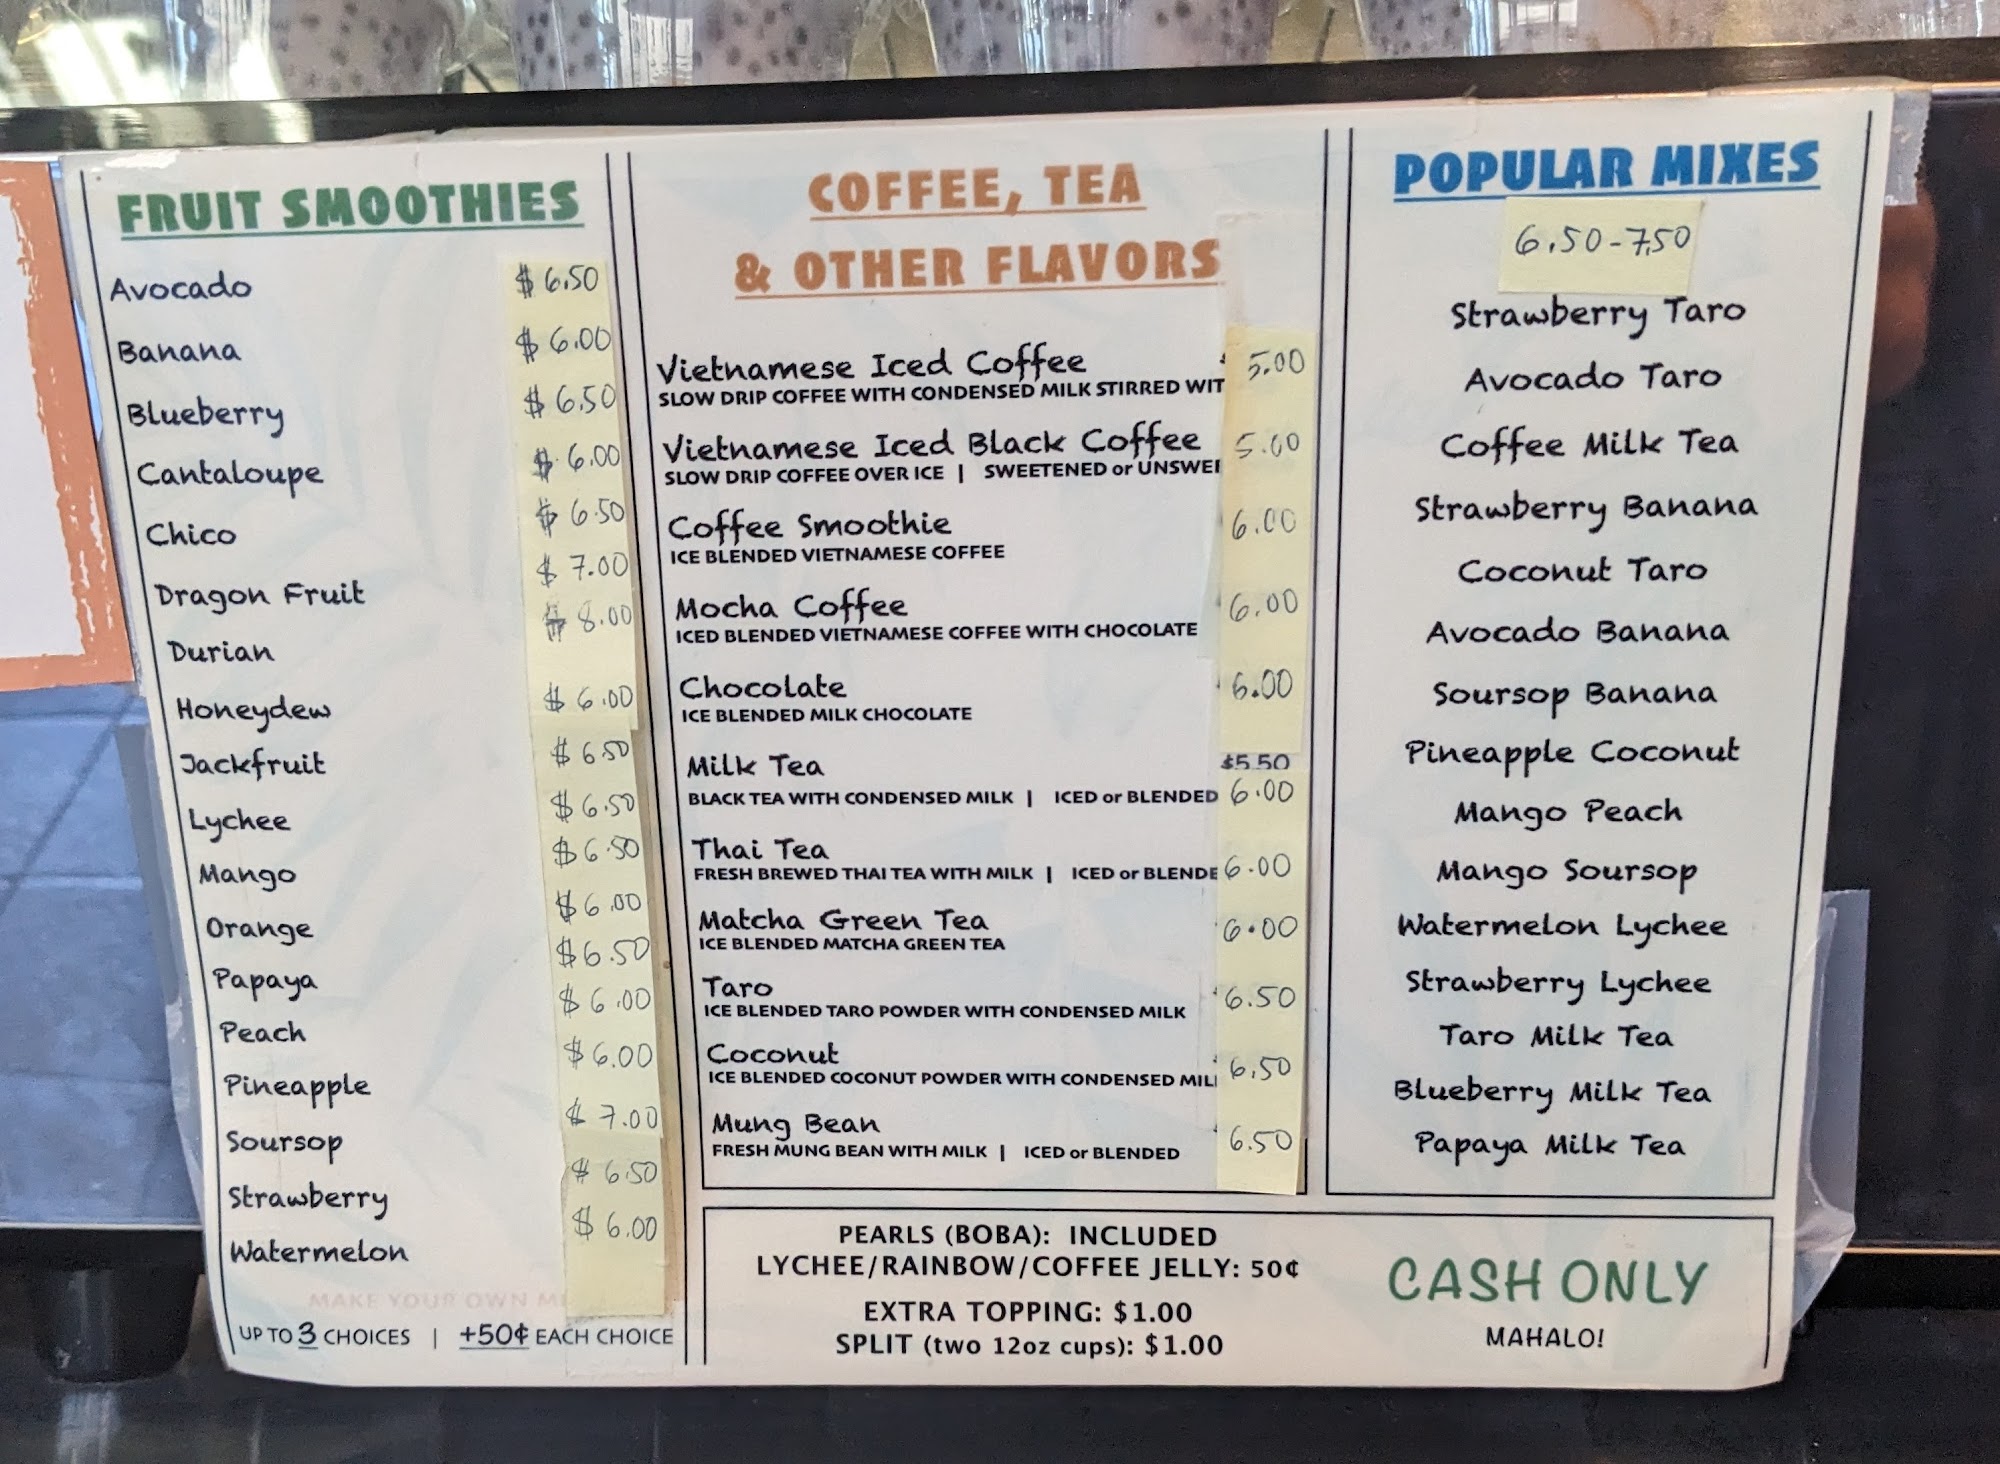 FRUIT SMOOTHIES
Avocado $6.50
Banana $6.00
Blueberry $6.50
Cantaloupe $6.00
Chico $6.50
Dragon Fruit $7.00
Durian $8.00
Honeydew $6.00
Jackfruit $6.50
Lychee $6.50
Mango $6.50
Orange $6.00
Papaya $6.50
Peach $6.00
Pineapple $6.00
Soursop $7.00
Strawberry $6.50
Watermelon $6.00
MAKE YOUR OWN
UP TO 3 CHOICES | +50¢ EACH CHOICE
COFFEE, TEA
& OTHER FLAVORS
Vietnamese Iced Coffee 5.00
SLOW DRIP COFFEE WITH CONDENSED MILK STIRRED WIT
Vietnamese Iced Black Coffee 5.00
SLOW DRIP COFFEE OVER ICE | SWEETENED or UNSWE
Coffee Smoothie 6.00
ICE BLENDED VIETNAMESE COFFEE
Mocha Coffee 6.00
ICED BLENDED VIETNAMESE COFFEE WITH CHOCOLATE
Chocolate 6.00
ICE BLENDED MILK CHOCOLATE
Milk Tea $5.50
BLACK TEA WITH CONDENSED MILK | ICED or BLENDED 6.00
Thai Tea
FRESH BREWED THAI TEA WITH MILK | ICED or BLENDE 6.00
Matcha Green Tea 6.00
ICE BLENDED MATCHA GREEN TEA
Taro 6.50
ICE BLENDED TARO POWDER WITH CONDENSED MILK
Coconut 6.50
ICE BLENDED COCONUT POWDER WITH CONDENSED MIL
Mung Bean 6.50
FRESH MUNG BEAN WITH MILK | ICED or BLENDED
POPULAR MIXES
6.50-7.50
Strawberry Taro
Avocado Taro
Coffee Milk Tea
Strawberry Banana
Coconut Taro
Avocado Banana
Soursop Banana
Pineapple Coconut
Mango Peach
Mango Soursop
Watermelon Lychee
Strawberry Lychee
Taro Milk Tea
Blueberry Milk Tea
Papaya Milk Tea
PEARLS (BOBA): INCLUDED
LYCHEE/RAINBOW/COFFEE JELLY: 50¢
EXTRA TOPPING: $1.00
SPLIT (two 12oz cups): $1.00
CASH ONLY
MAHALO!